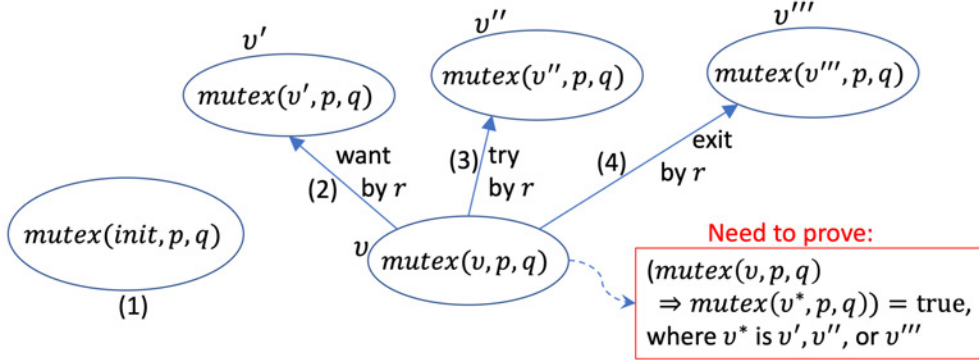 υ′
υ′′
υ′′′
mutex(υ′, p, q)
mutex(υ′′, p, q)
mutex(υ′′′, p, q)
want
by r
(2)
(3)
try
by r
(4)
exit
by r
mutex(init, p, q)
(1)
υ
mutex(υ, p, q)
Need to prove:
(mutex(υ, p, q)
⇒ mutex(υ*, p, q)) = true,
where υ* is υ′, υ′′, or υ′′′